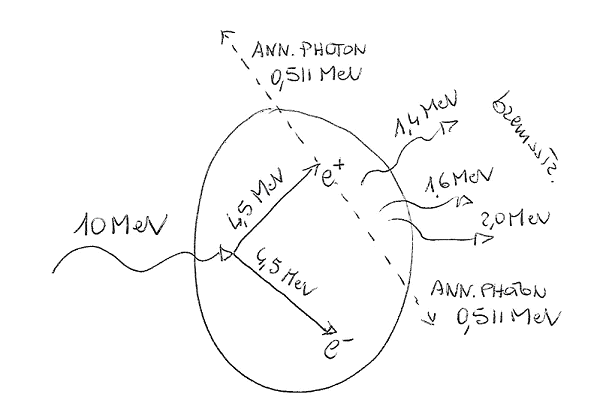 ANN. PHOTON
0,511 MeV
1,4 MeV
bremsstr.
e+
4,5 MeV
1,6 MeV
10 MeV
2,0 MeV
4,5 MeV
e-
ANN. PHOTON
0,511 MeV